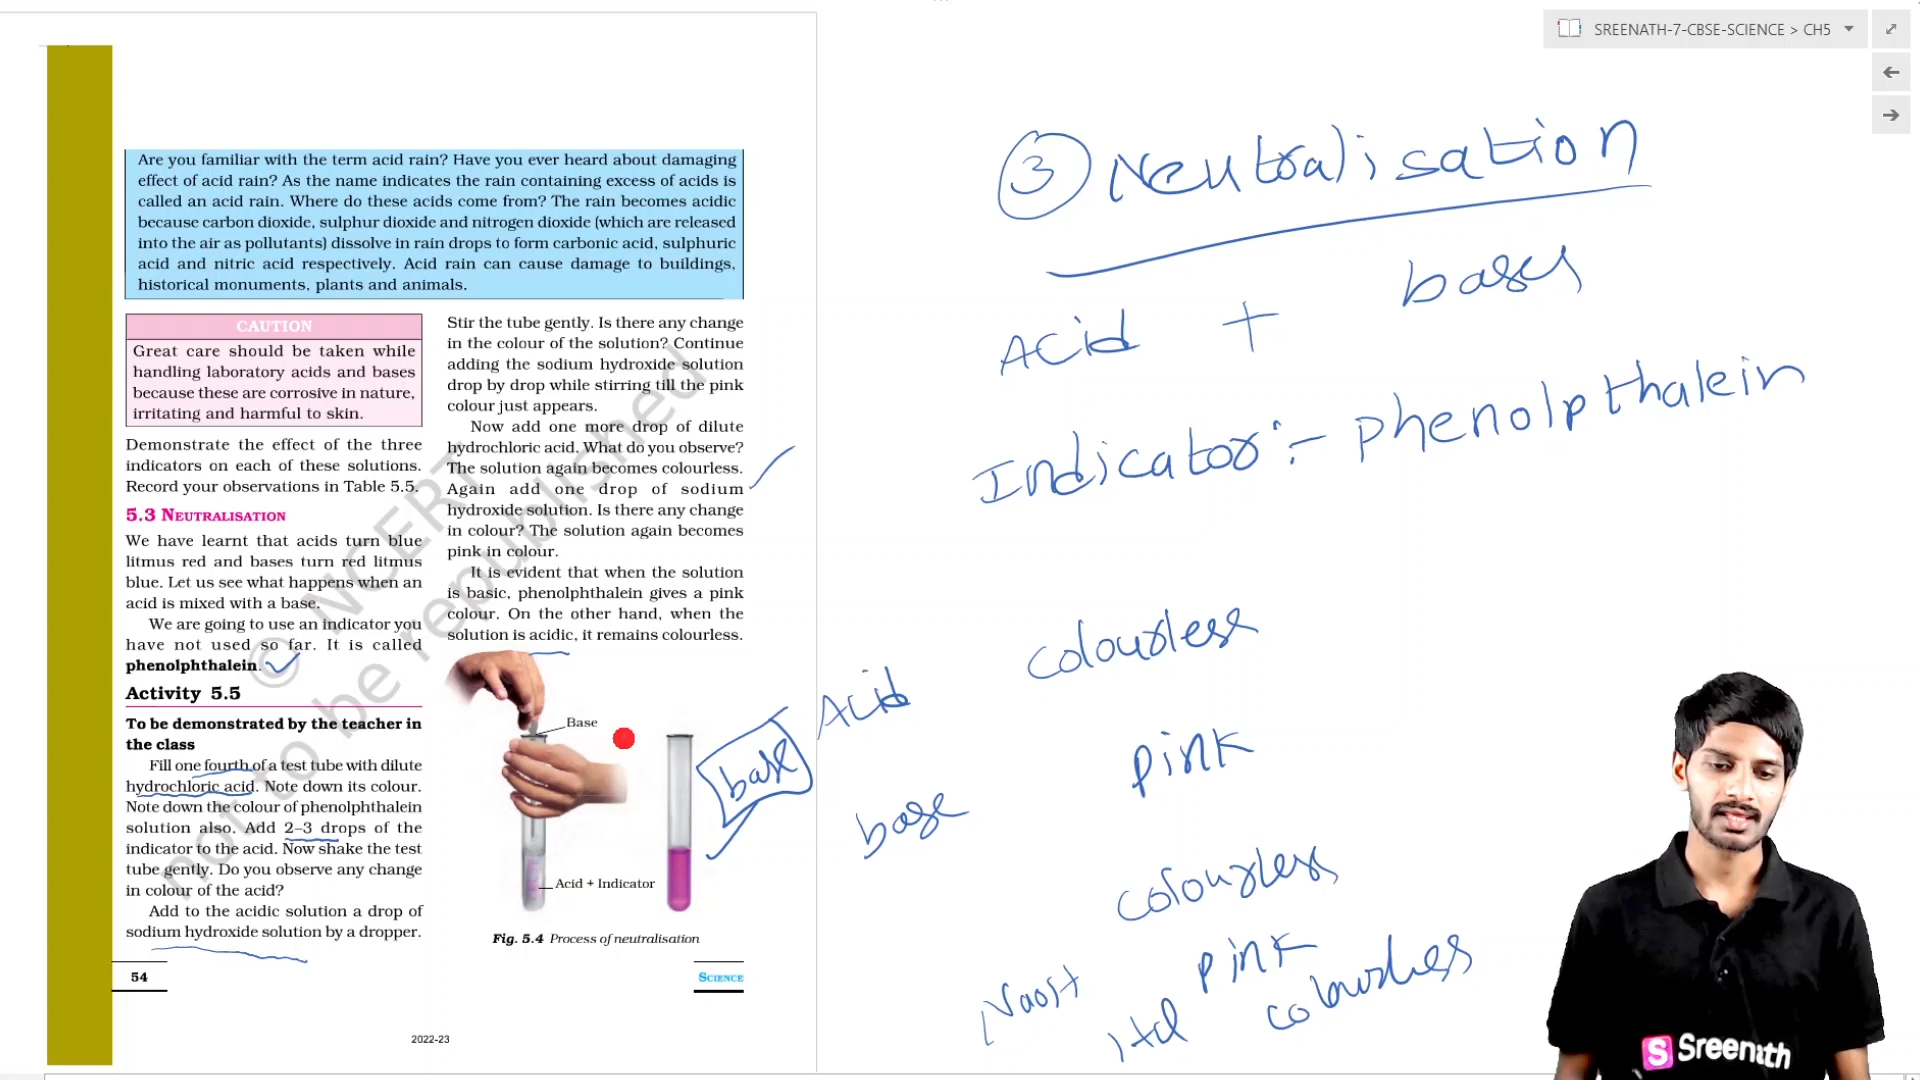 SREENATH-7-CBSE-SCIENCE > CH5
Are you familiar with the term acid rain? Have you ever heard about damaging
effect of acid rain? As the name indicates the rain containing excess of acids is
called an acid rain. Where do these acids come from? The rain becomes acidic
because carbon dioxide, sulphur dioxide and nitrogen dioxide (which are released
into the air as pollutants) dissolve in rain drops to form carbonic acid, sulphuric
acid and nitric acid respectively. Acid rain can cause damage to buildings,
historical monuments, plants and animals.
CAUTION
Great care should be taken while
handling laboratory acids and bases
because these are corrosive in nature,
irritating and harmful to skin.
Demonstrate the effect of the three
indicators on each of these solutions.
Record your observations in Table 5.5.
5.3 NEUTRALISATION
We have learnt that acids turn blue
litmus red and bases turn red litmus
blue. Let us see what happens when an
acid is mixed with a base.
We are going to use an indicator you
have not used so far. It is called
phenolphthalein.
Activity 5.5
To be demonstrated by the teacher in
the class
Fill one fourth of a test tube with dilute
hydrochloric acid. Note down its colour.
Note down the colour of phenolphthalein
solution also. Add 2–3 drops of the
indicator to the acid. Now shake the test
tube gently. Do you observe any change
in colour of the acid?
Add to the acidic solution a drop of
sodium hydroxide solution by a dropper.
Stir the tube gently. Is there any change
in the colour of the solution? Continue
adding the sodium hydroxide solution
drop by drop while stirring till the pink
colour just appears.
Now add one more drop of dilute
hydrochloric acid. What do you observe?
The solution again becomes colourless.
Again add one drop of sodium
hydroxide solution. Is there any change
in colour? The solution again becomes
pink in colour.
It is evident that when the solution
is basic, phenolphthalein gives a pink
colour. On the other hand, when the
solution is acidic, it remains colourless.
Base
Acid + Indicator
Fig. 5.4 Process of neutralisation
54
SCIENCE
2022-23
© NCERT
not to be republished
3 Neutralisation
Acid + bases
Indicator :- phenolpthalein
Acid colourless
base
base pink
colourless
pink
colourless
HCl
Sreenath